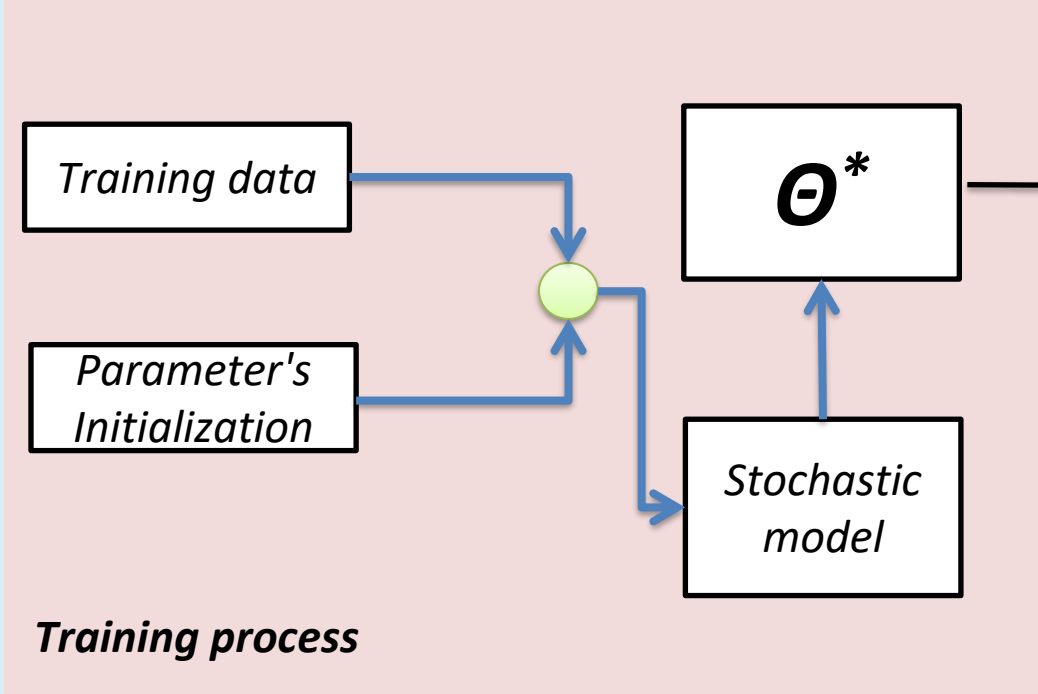 Training data
Θ*
Parameter's
Initialization
Stochastic
model
Training process